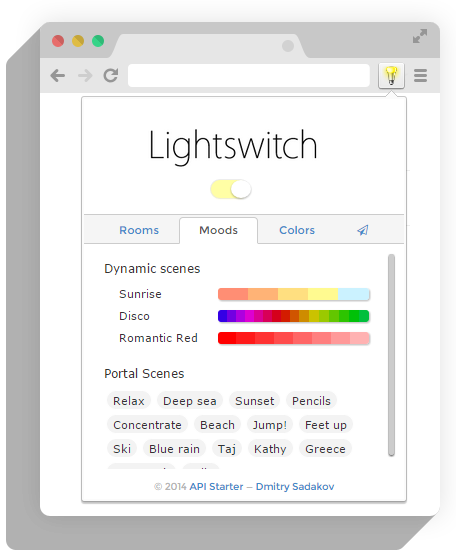 Lightswitch
Rooms Moods Colors
Dynamic scenes
Sunrise
Disco
Romantic Red
Portal Scenes
Relax Deep sea Sunset Pencils
Concentrate Beach Jump! Feet up
Ski Blue rain Taj Kathy Greece
© 2014 API Starter – Dmitry Sadakov